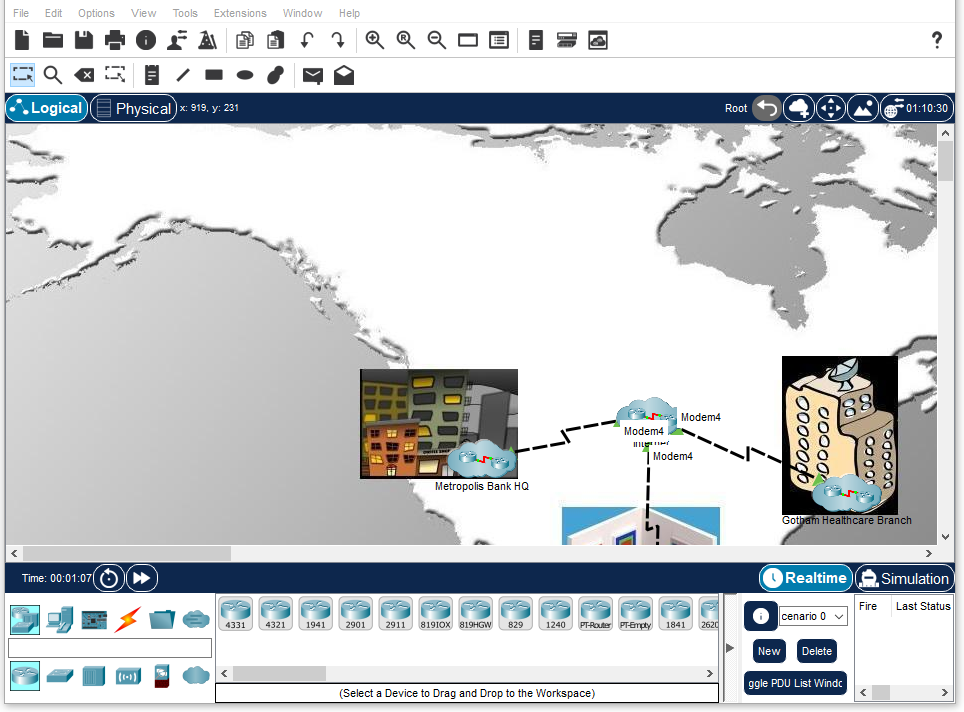 File Edit Options View Tools Extensions Window Help
?
Logical Physical x: 919, y: 231 Root 01:10:30
Modem4
Modem4
Internet
Modem4
Metropolis Bank HQ
Gotham Healthcare Branch
Time: 00:01:07 Realtime Simulation
4331 4321 1941 2901 2911 819IOX 819HGW 829 1240 PT-Router PT-Empty 1841 2620
cenario 0
Fire Last Status
New Delete
ggle PDU List Windo
(Select a Device to Drag and Drop to the Workspace)